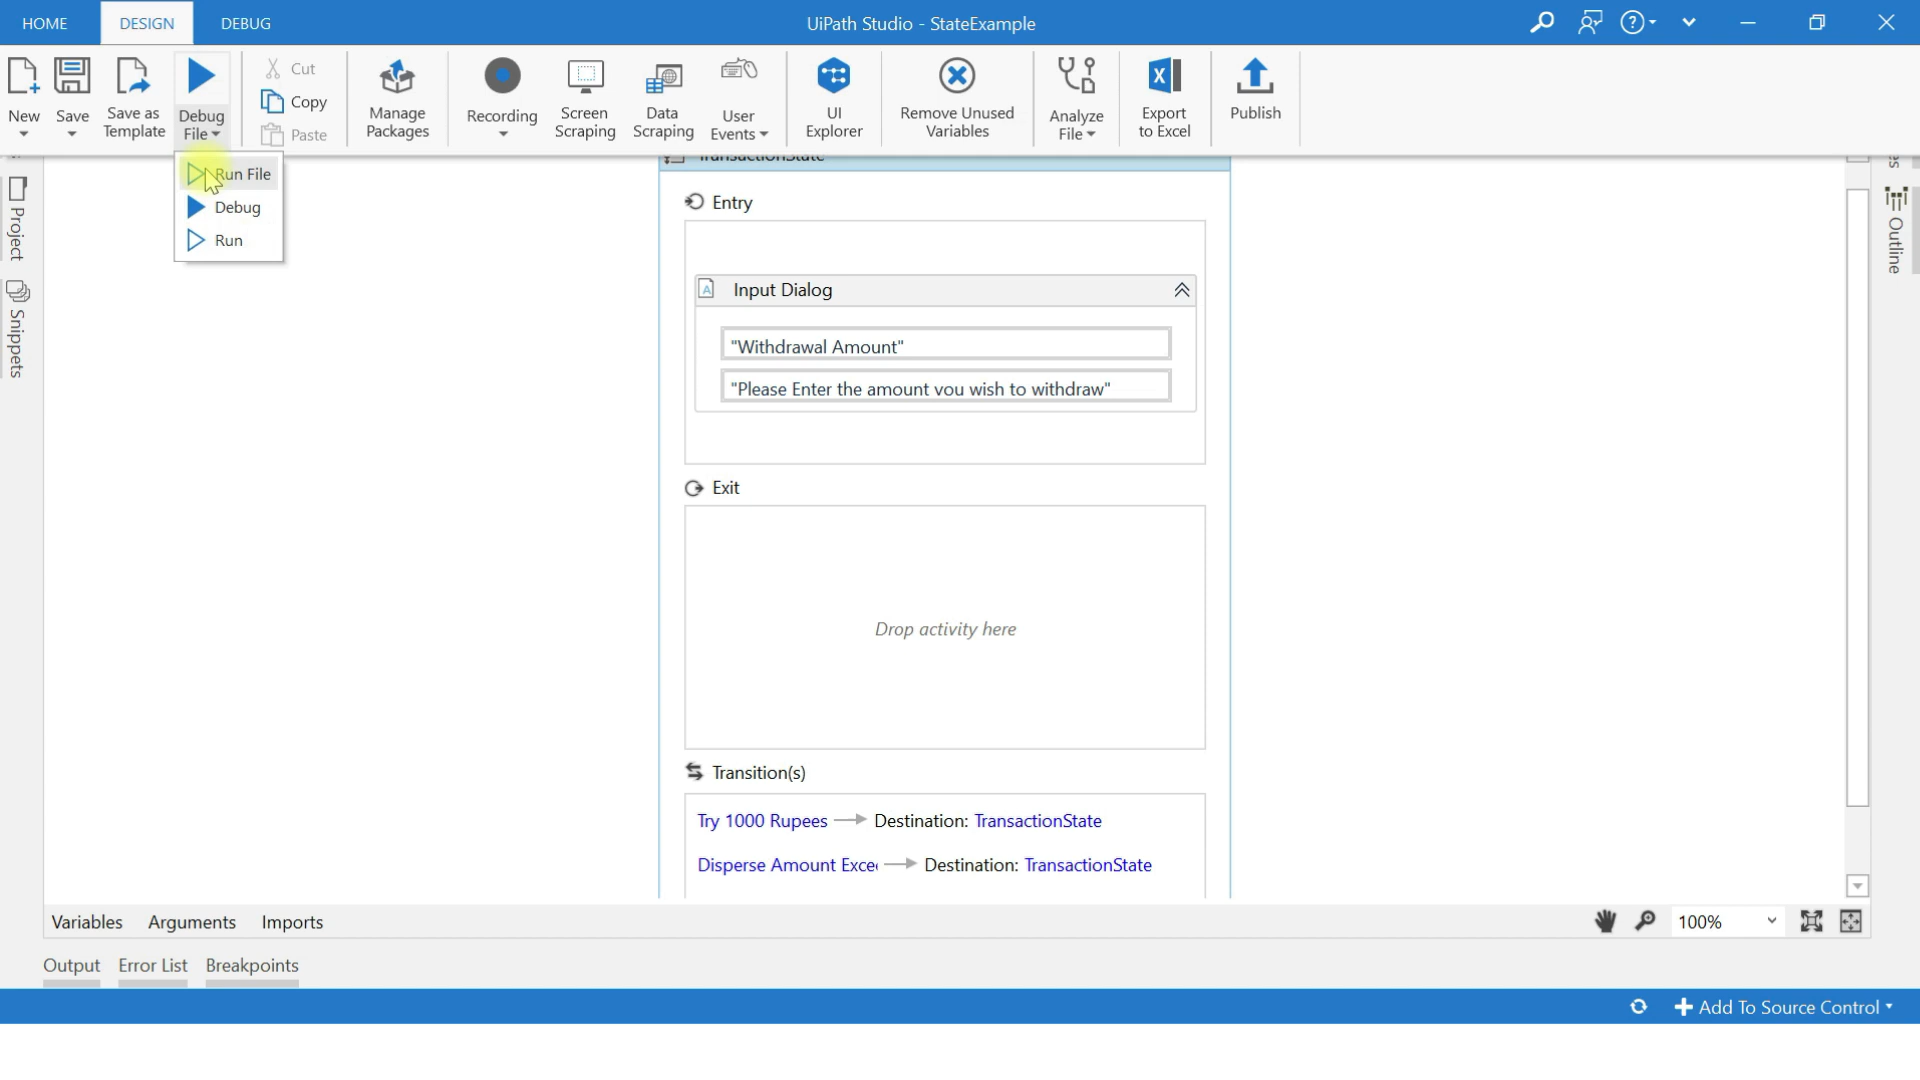 HOME DESIGN DEBUG UiPath Studio - StateExample
New
Save
Save as
Template
Debug
File
Cut
Copy
Paste
Manage
Packages
Recording
Screen
Scraping
Data
Scraping
User
Events
UI
Explorer
Remove Unused
Variables
Analyze
File
Export
to Excel
Publish
Run File
Debug
Run
Project
Snippets
Outline
TransactionState
Entry
Input Dialog
"Withdrawal Amount"
"Please Enter the amount you wish to withdraw"
Exit
Drop activity here
Transition(s)
Try 1000 Rupees Destination: TransactionState
Disperse Amount Excee Destination: TransactionState
Variables Arguments Imports 100%
Output Error List Breakpoints
Add To Source Control